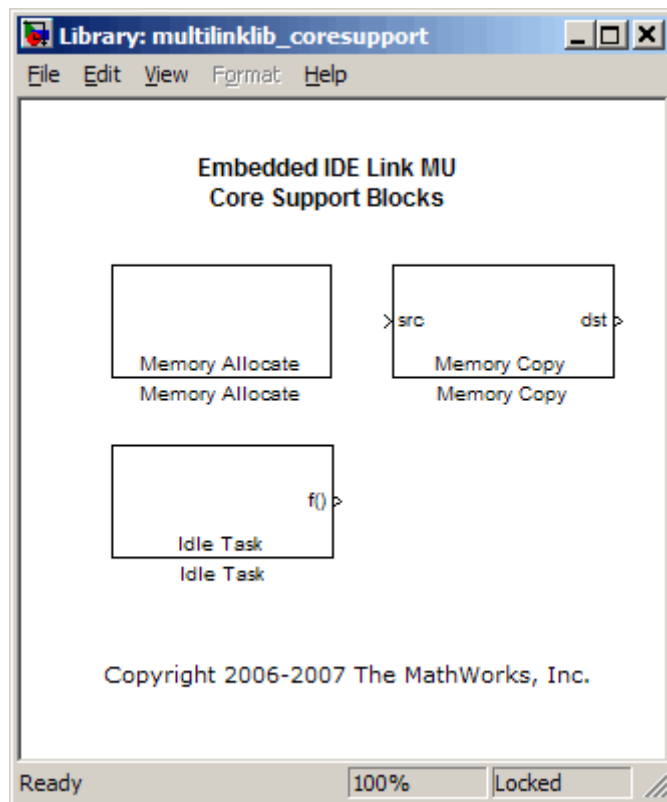 Library: multilinklib_coresupport
File Edit View Format Help
Embedded IDE Link MU
Core Support Blocks
src dst
Memory Allocate Memory Copy
Memory Allocate Memory Copy
f()
Idle Task
Idle Task
Copyright 2006-2007 The MathWorks, Inc.
Ready 100% Locked